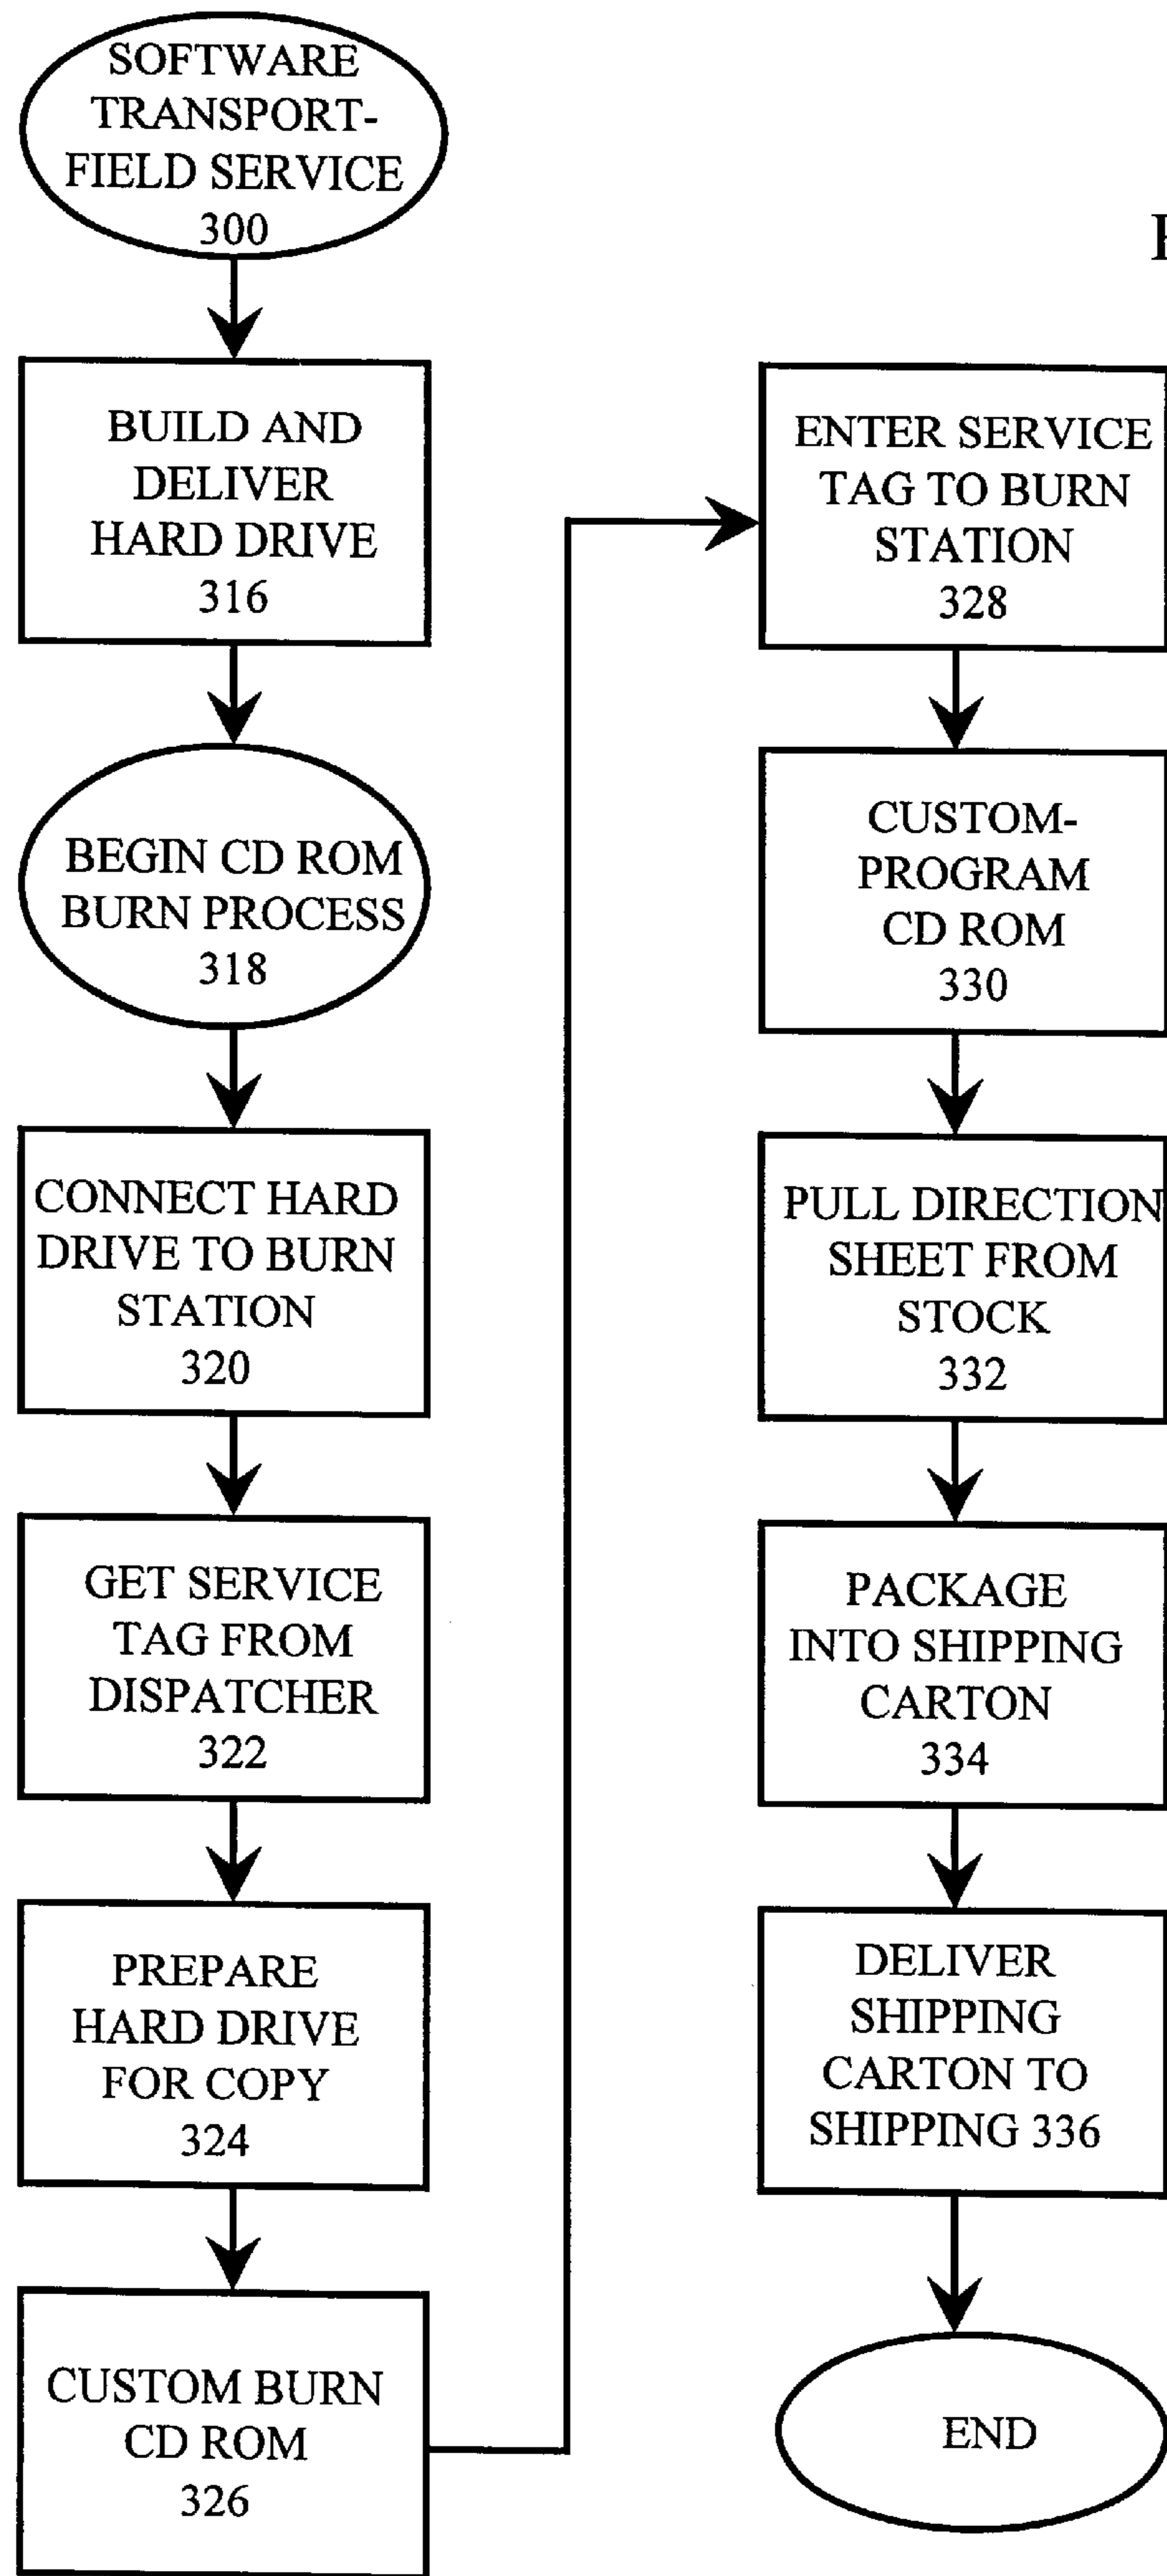 SOFTWARE
TRANSPORT-
FIELD SERVICE
300
BUILD AND
DELIVER
HARD DRIVE
316
BEGIN CD ROM
BURN PROCESS
318
CONNECT HARD
DRIVE TO BURN
STATION
320
GET SERVICE
TAG FROM
DISPATCHER
322
PREPARE
HARD DRIVE
FOR COPY
324
CUSTOM BURN
CD ROM
326
ENTER SERVICE
TAG TO BURN
STATION
328
CUSTOM-
PROGRAM
CD ROM
330
PULL DIRECTION
SHEET FROM
STOCK
332
PACKAGE
INTO SHIPPING
CARTON
334
DELIVER
SHIPPING
CARTON TO
SHIPPING 336
END